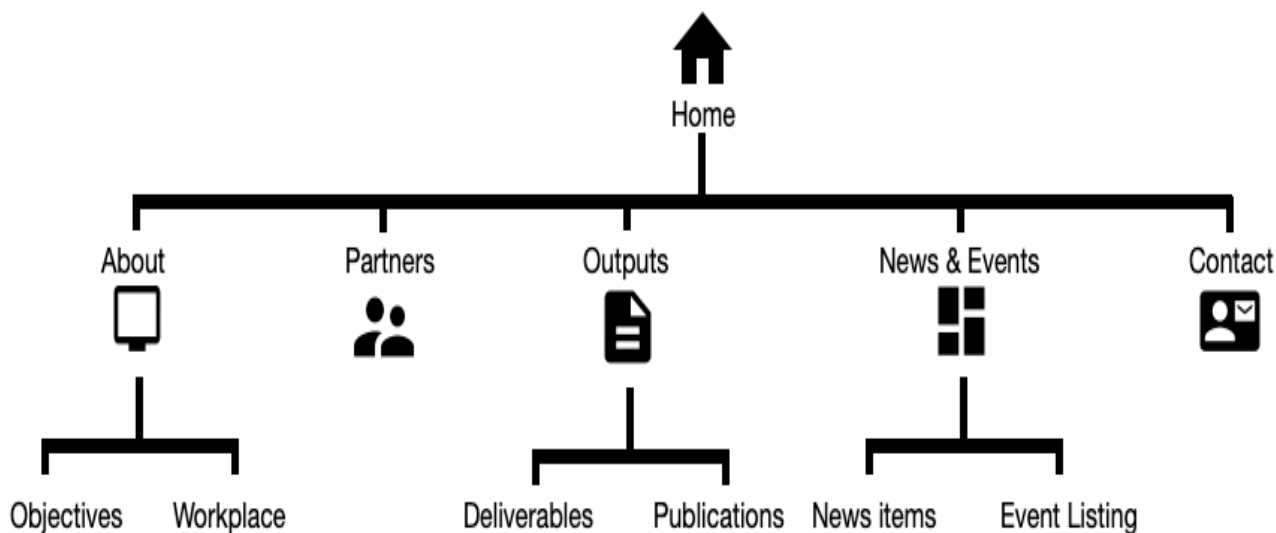 Home
About Partners Outputs News & Events Contact
Objectives Workplace Deliverables Publications News items Event Listing